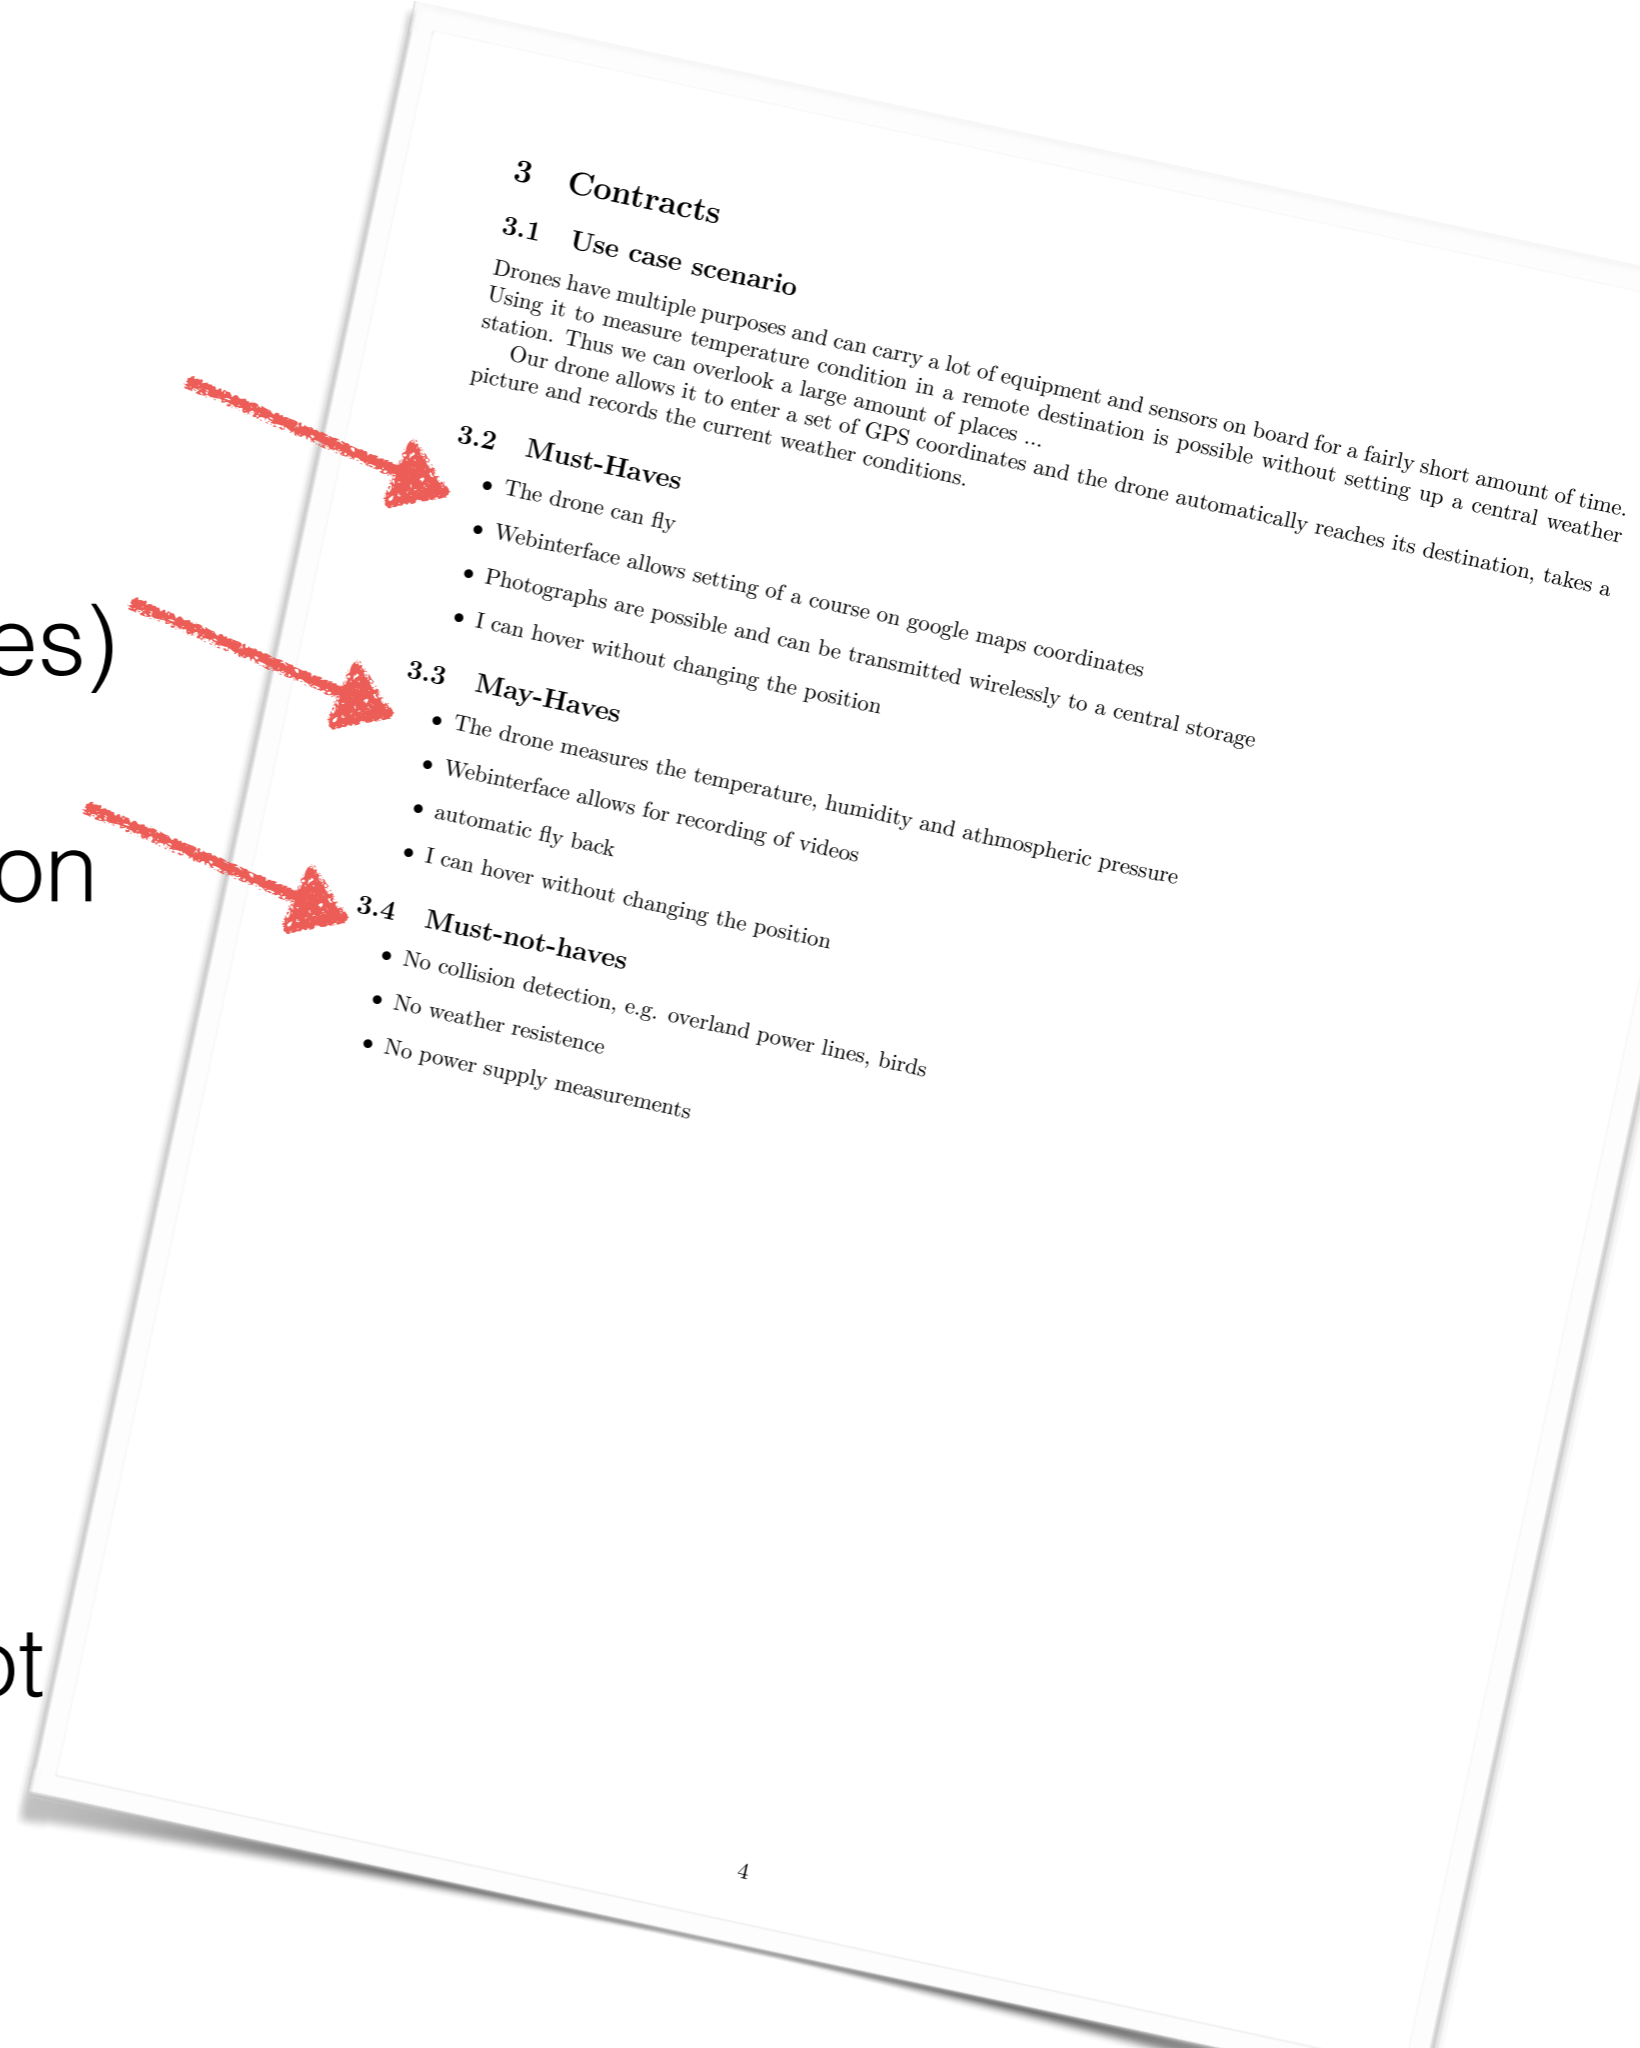 es)
on
ot
3 Contracts
3.1 Use case scenario
Drones have multiple purposes and can carry a lot of equipment and sensors on board for a fairly short amount of time.
Using it to measure temperature condition in a remote destination is possible without setting up a central weather
station. Thus we can overlook a large amount of places ...
Our drone allows it to enter a set of GPS coordinates and the drone automatically reaches its destination, takes a
picture and records the current weather conditions.
3.2 Must-Haves
• The drone can fly
• Webinterface allows setting of a course on google maps coordinates
• Photographs are possible and can be transmitted wirelessly to a central storage
• I can hover without changing the position
3.3 May-Haves
• The drone measures the temperature, humidity and athmospheric pressure
• Webinterface allows for recording of videos
• automatic fly back
• I can hover without changing the position
3.4 Must-not-haves
• No collision detection, e.g. overland power lines, birds
• No weather resistence
• No power supply measurements
4